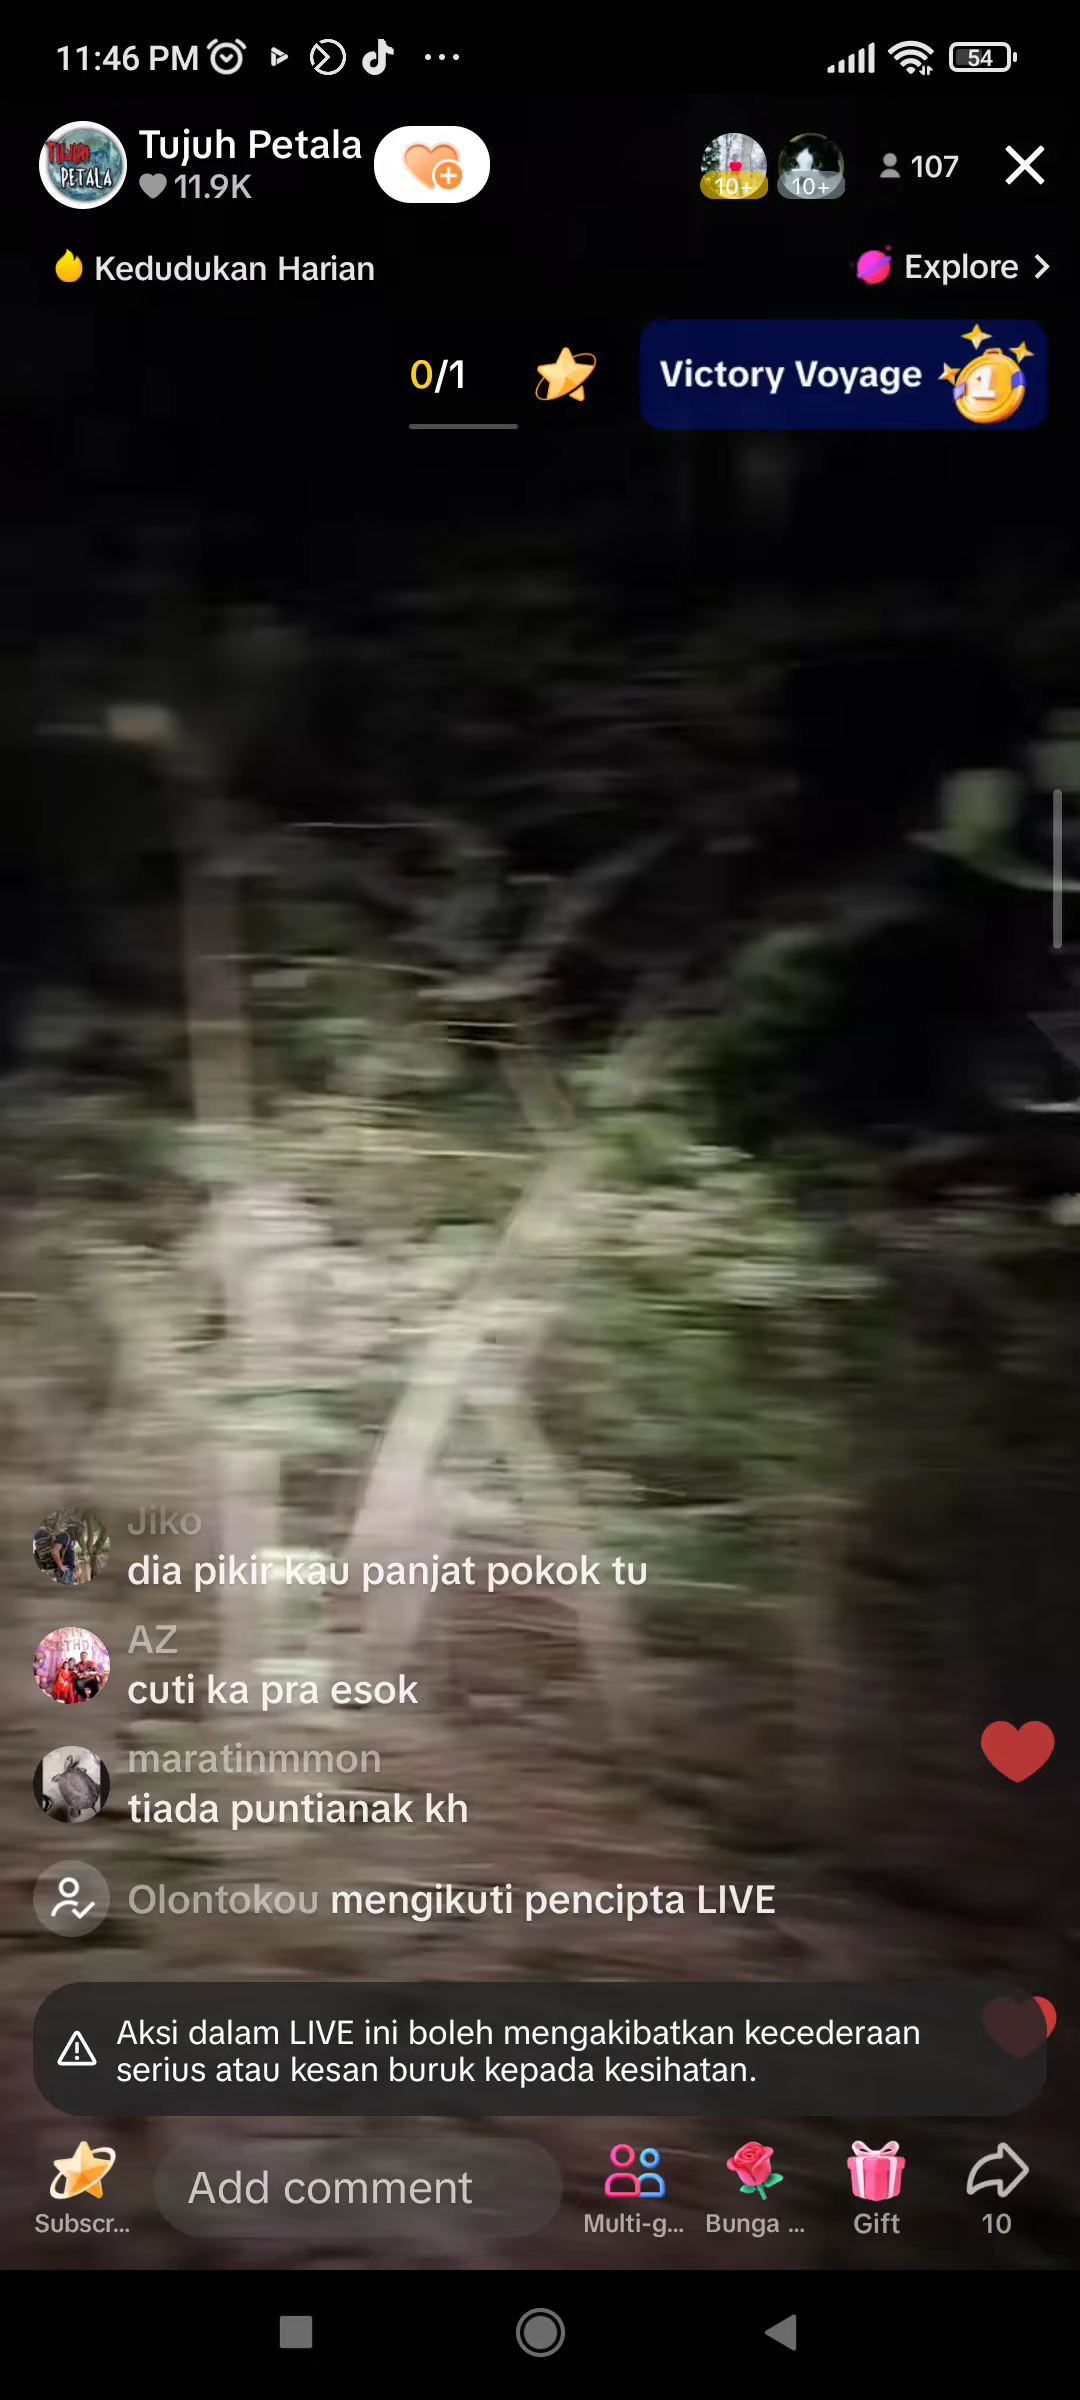 11:46 PM
54
TUJUH
PETALA
Tujuh Petala
11.9K
10+
10+
107
Kedudukan Harian
Explore
0/1
Victory Voyage
1
Jiko
dia pikir kau panjat pokok tu
AZ
cuti ka pra esok
maratinmmon
tiada puntianak kh
Olontokou mengikuti pencipta LIVE
Aksi dalam LIVE ini boleh mengakibatkan kecederaan
serius atau kesan buruk kepada kesihatan.
Add comment
Subscr...
Multi-g...
Bunga ...
Gift
10